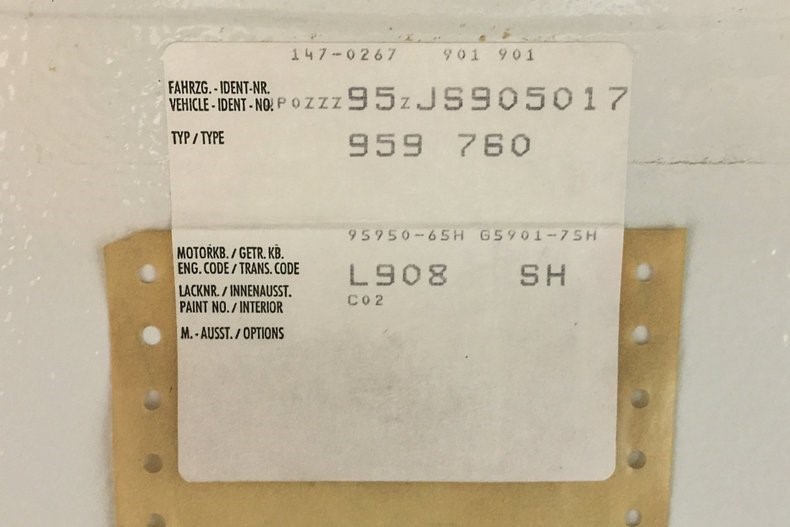 147-0267 901 901
FAHRZG.-IDENT-NR.
VEHICLE-IDENT-NO. WP0ZZZ95ZJS905017
TYP/TYPE 959 760
95950-65H G5901-75H
MOTORKB./GETR.KB.
ENG.CODE/TRANS.CODE L908 SH
LACKNR./INNENAUSST.
PAINT NO./INTERIOR C02
M.-AUSST./OPTIONS